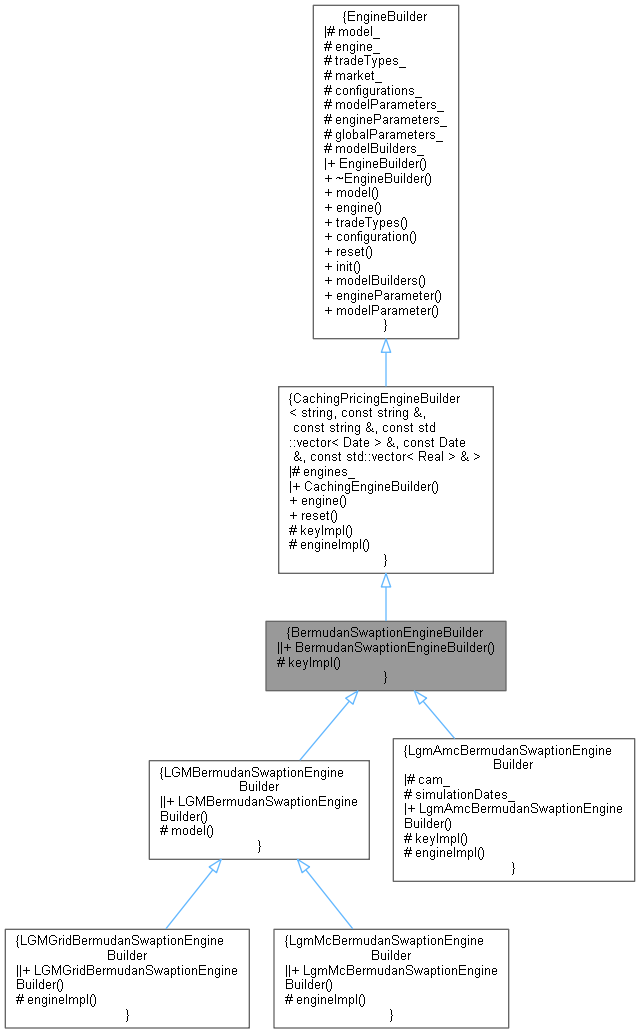 {EngineBuilder
|# model_
# engine_
# tradeTypes_
# market_
# configurations_
# modelParameters_
# engineParameters_
# globalParameters_
# modelBuilders_
|+ EngineBuilder()
+ ~EngineBuilder()
+ model()
+ engine()
+ tradeTypes()
+ configuration()
+ reset()
+ init()
+ modelBuilders()
+ engineParameter()
+ modelParameter()
}
{CachingPricingEngineBuilder
< string, const string &,
const string &, const std
::vector< Date > &, const Date
&, const std::vector< Real > & >
|# engines_
|+ CachingEngineBuilder()
+ engine()
+ reset()
# keyImpl()
# engineImpl()
}
{BermudanSwaptionEngineBuilder
||+ BermudanSwaptionEngineBuilder()
# keyImpl()
}
{LGMBermudanSwaptionEngine
Builder
||+ LGMBermudanSwaptionEngine
Builder()
# model()
}
{LgmAmcBermudanSwaptionEngine
Builder
|# cam_
# simulationDates_
|+ LgmAmcBermudanSwaptionEngine
Builder()
# keyImpl()
# engineImpl()
}
{LGMGridBermudanSwaptionEngine
Builder
||+ LGMGridBermudanSwaptionEngine
Builder()
# engineImpl()
}
{LgmMcBermudanSwaptionEngine
Builder
||+ LgmMcBermudanSwaptionEngine
Builder()
# engineImpl()
}